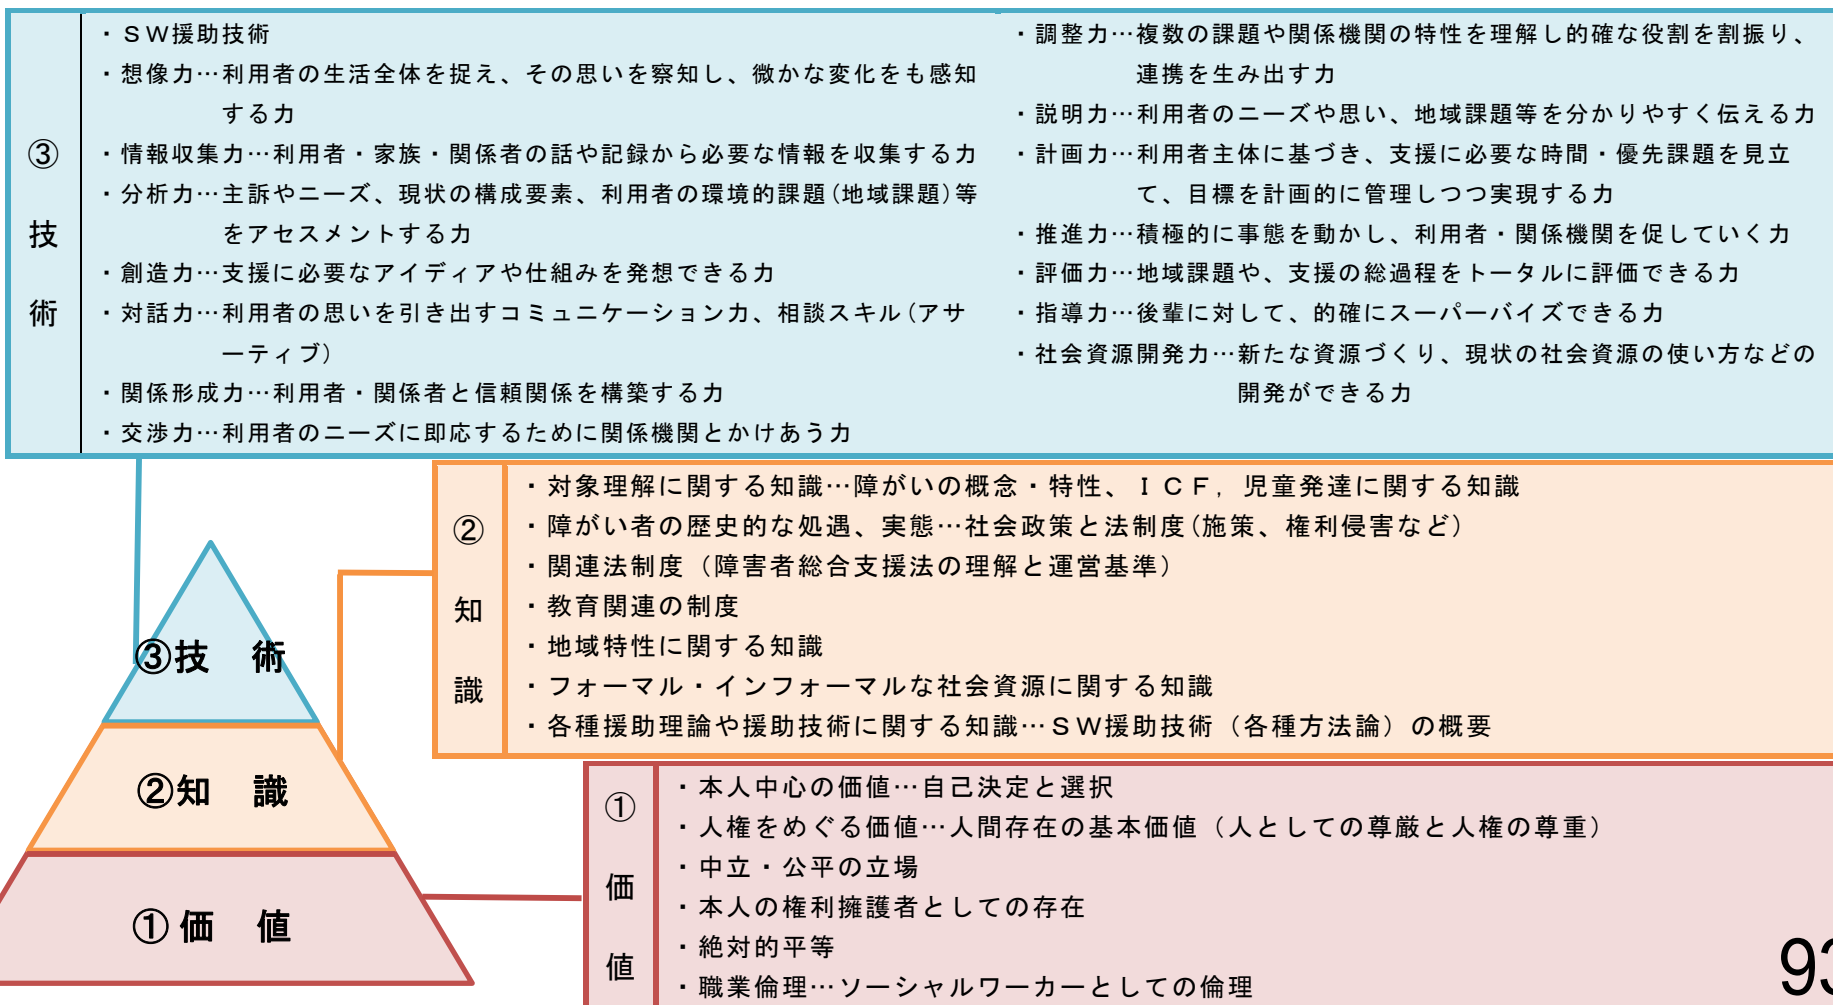 ③
技
術
・ＳＷ援助技術
・想像力…利用者の生活全体を捉え、その思いを察知し、微かな変化をも感知
する力
・情報収集力…利用者・家族・関係者の話や記録から必要な情報を収集する力
・分析力…主訴やニーズ、現状の構成要素、利用者の環境的課題(地域課題)等
をアセスメントする力
・創造力…支援に必要なアイディアや仕組みを発想できる力
・対話力…利用者の思いを引き出すコミュニケーション力、相談スキル(アサ
ーティブ)
・関係形成力…利用者・関係者と信頼関係を構築する力
・交渉力…利用者のニーズに即応するために関係機関とかけあう力
・調整力…複数の課題や関係機関の特性を理解し的確な役割を割振り、
連携を生み出す力
・説明力…利用者のニーズや思い、地域課題等を分かりやすく伝える力
・計画力…利用者主体に基づき、支援に必要な時間・優先課題を見立
て、目標を計画的に管理しつつ実現する力
・推進力…積極的に事態を動かし、利用者・関係機関を促していく力
・評価力…地域課題や、支援の総過程をトータルに評価できる力
・指導力…後輩に対して、的確にスーパーバイズできる力
・社会資源開発力…新たな資源づくり、現状の社会資源の使い方などの
開発ができる力
②
知
識
・対象理解に関する知識…障がいの概念・特性、ＩＣＦ，児童発達に関する知識
・障がい者の歴史的な処遇、実態…社会政策と法制度(施策、権利侵害など)
・関連法制度（障害者総合支援法の理解と運営基準）
・教育関連の制度
・地域特性に関する知識
・フォーマル・インフォーマルな社会資源に関する知識
・各種援助理論や援助技術に関する知識…ＳＷ援助技術（各種方法論）の概要
③技　術
②知　識
①価　値
①
価
値
・本人中心の価値…自己決定と選択
・人権をめぐる価値…人間存在の基本価値（人としての尊厳と人権の尊重）
・中立・公平の立場
・本人の権利擁護者としての存在
・絶対的平等
・職業倫理…ソーシャルワーカーとしての倫理
93